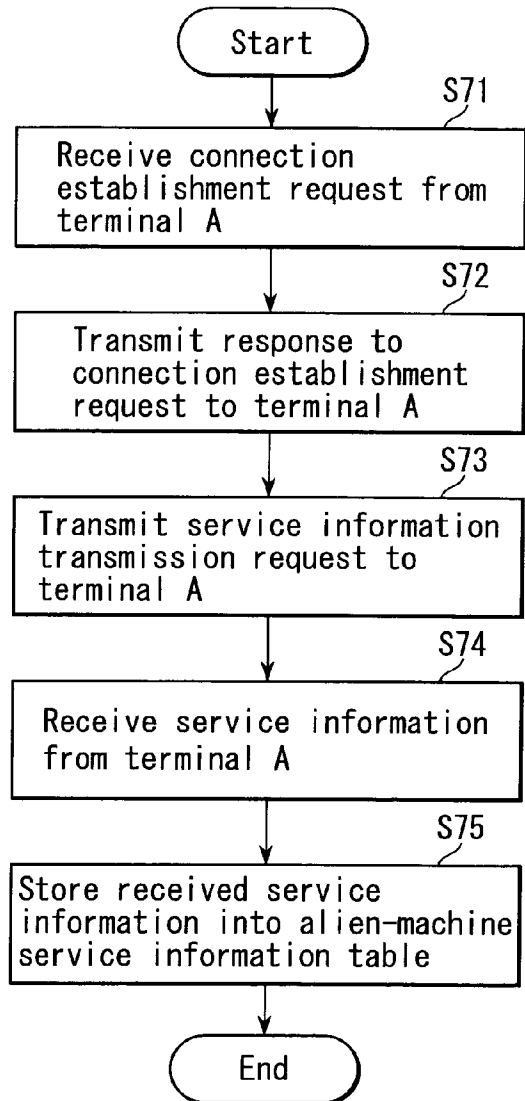 Start
S71
Receive connection
establishment request from
terminal A
S72
Transmit response to
connection establishment
request to terminal A
S73
Transmit service information
transmission request to
terminal A
S74
Receive service information
from terminal A
S75
Store received service
information into alien-machine
service information table
End